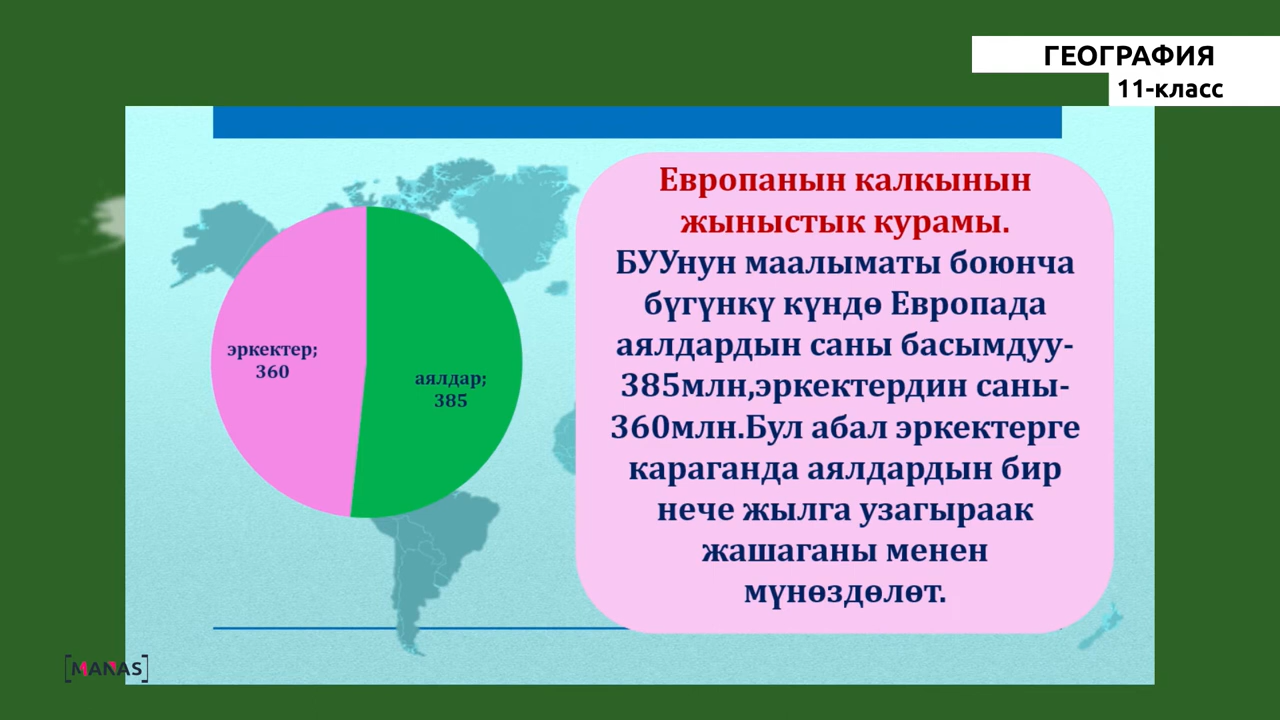 ГЕОГРАФИЯ
11-класс
Европанын калкынын
жыныстык курамы.
БУУнун маалыматы боюнча
бүгүнкү күндө Европада
аялдардын саны басымдуу-
385млн,эркектердин саны-
360млн.Бул абал эркектерге
караганда аялдардын бир
нече жылга узагыраак
жашаганы менен
мүнөздөлөт.
эркектер;
360
аялдар;
385
[MANAS]